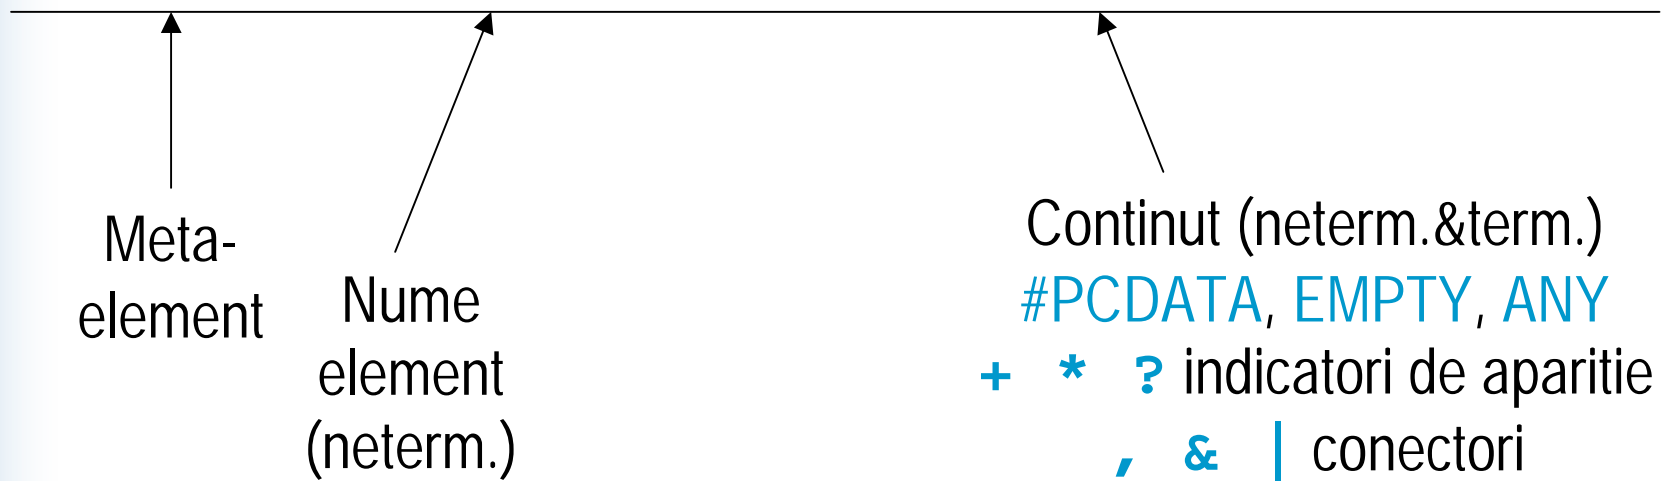 Meta-
element
Nume
element
(neterm.)
Continut (neterm.&term.)
#PCDATA, EMPTY, ANY
+ * ? indicatori de aparitie
, & | conectori